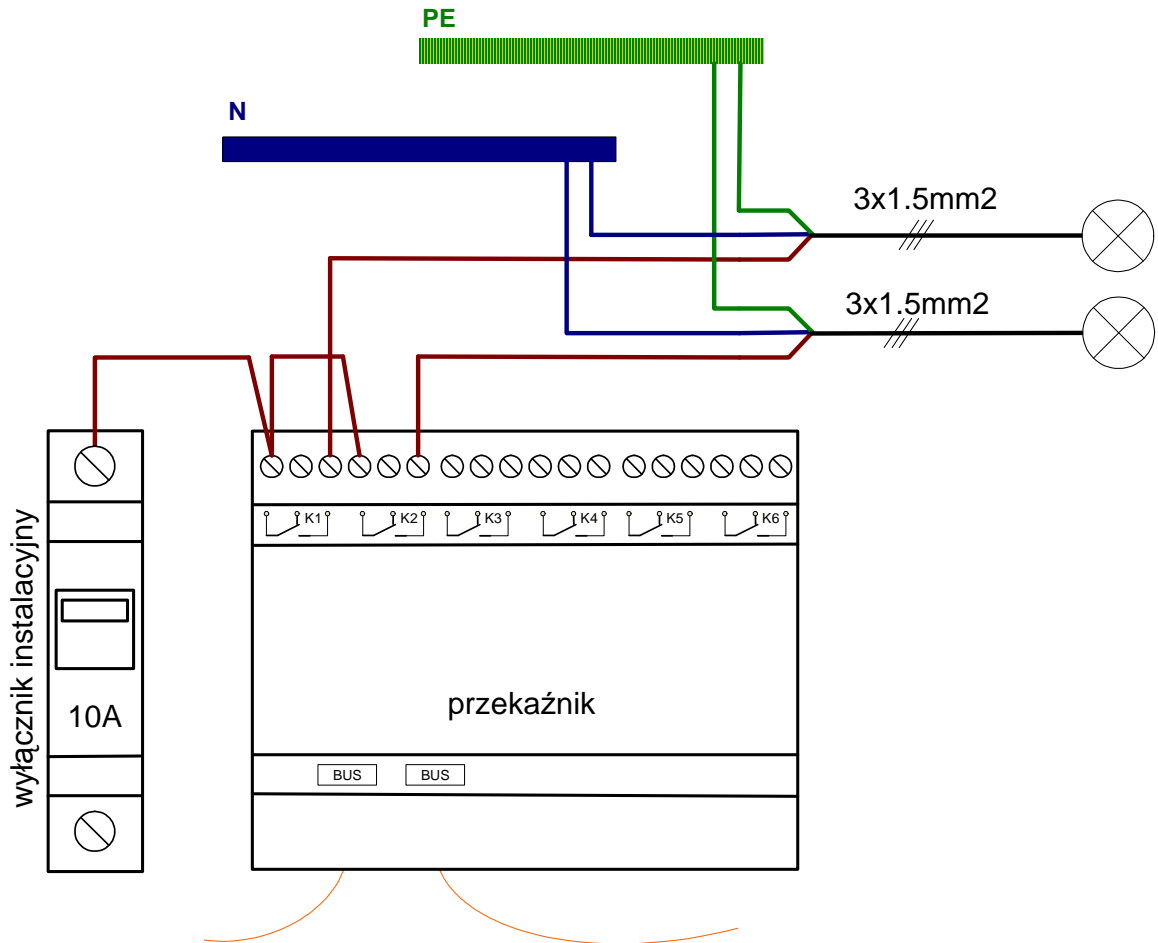 PE
N
3x1.5mm2
3x1.5mm2
K1
K2
K3
K4
K5
K6
wyłącznik instalacyjny
10A
przekaźnik
BUS
BUS